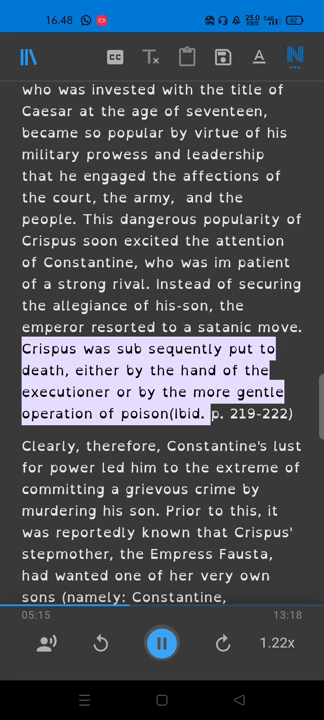 16.48
23.0
62
CC
N
who was invested with the title of
Caesar at the age of seventeen,
became so popular by virtue of his
military prowess and leadership
that he engaged the affections of
the court, the army,  and the
people. This dangerous popularity of
Crispus soon excited the attention
of Constantine, who was im patient
of a strong rival. Instead of securing
the allegiance of his-son, the
emperor resorted to a satanic move.
Crispus was sub sequently put to
death, either by the hand of the
executioner or by the more gentle
operation of poison(Ibid. p. 219-222)
Clearly, therefore, Constantine's lust
for power led him to the extreme of
committing a grievous crime by
murdering his son. Prior to this, it
was reportedly known that Crispus'
stepmother, the Empress Fausta,
had wanted one of her very own
sons (namely: Constantine,
05:15
13:18
1.22x